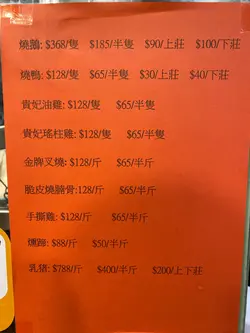 燒鵝: $368/隻 $185/半隻 $90/上莊 $100/下莊
燒鴨: $128/隻 $65/半隻 $30/上莊 $40/下莊
貴妃油雞: $128/隻 $65/半隻
貴妃瑤柱雞: $128/隻 $65/半隻
金牌叉燒: $128/斤 $65/半斤
脆皮燒腩骨:128/斤 $65/半斤
手撕雞: $128/斤 $65/半斤
燻蹄: $88/斤 $50/半斤
乳猪: $788/斤 $400/半斤 $200/上下莊